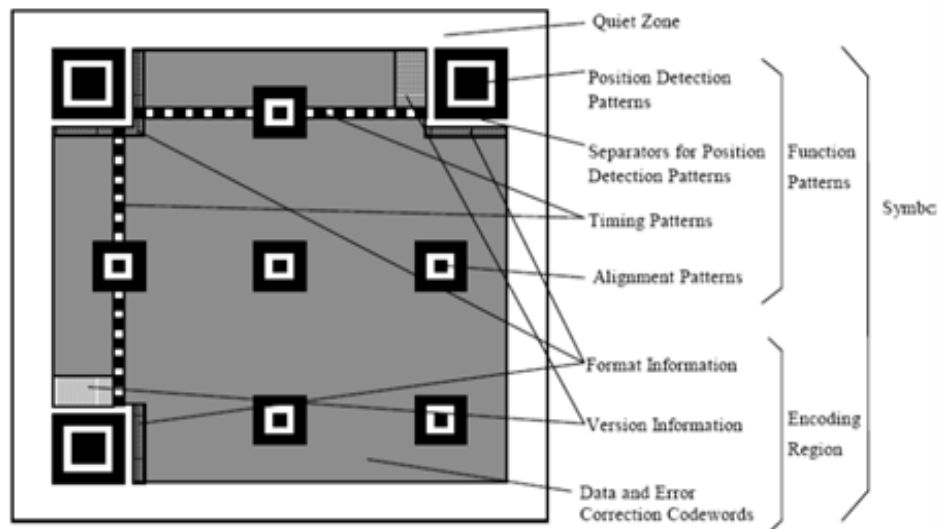 Quiet Zone
Position Detection
Patterns
Separators for Position
Detection Patterns
Function
Patterns
Symbc
Timing Patterns
Alignment Patterns
Format Information
Version Information
Encoding
Region
Data and Error
Correction Codewords